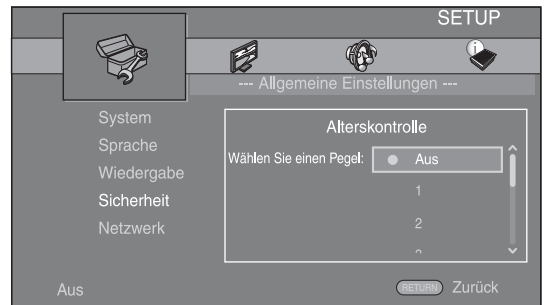 SETUP
--- Allgemeine Einstellungen ---
System
Sprache
Wiedergabe
Sicherheit
Netzwerk
Alterskontrolle
Wählen Sie einen Pegel:
Aus
1
2
Aus
RETURN Zurück